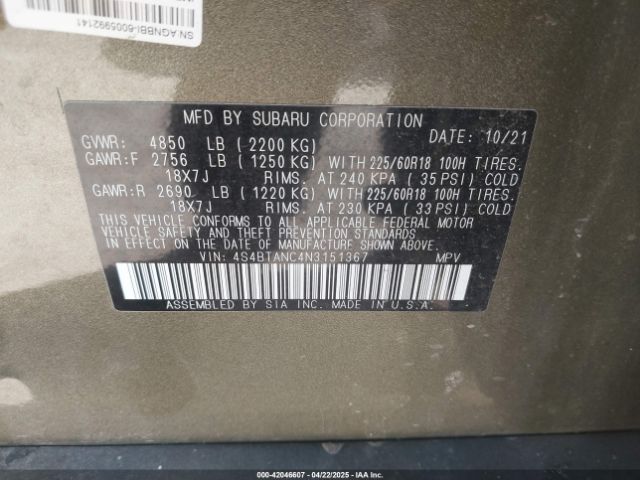 SN:AGNBBI-6005992141
MFD BY SUBARU CORPORATION
GVWR: 4850 LB (2200 KG) DATE: 10/21
GAWR:F 2756 LB (1250 KG) WITH 225/60R18 100H TIRES.
18X7J RIMS. AT 240 KPA (35 PSI) COLD
GAWR:R 2690 LB (1220 KG) WITH 225/60R18 100H TIRES.
18X7J RIMS. AT 230 KPA (33 PSI) COLD
THIS VEHICLE CONFORMS TO ALL APPLICABLE FEDERAL MOTOR
VEHICLE SAFETY, BUMPER, AND THEFT PREVENTION STANDARDS
IN EFFECT ON THE DATE OF MANUFACTURE SHOWN ABOVE.
VIN: 4S4BTANC4N3151367 MPV
ASSEMBLED BY SIA INC. MADE IN U.S.A.
000-42046607 - 04/22/2025 - IAA Inc.